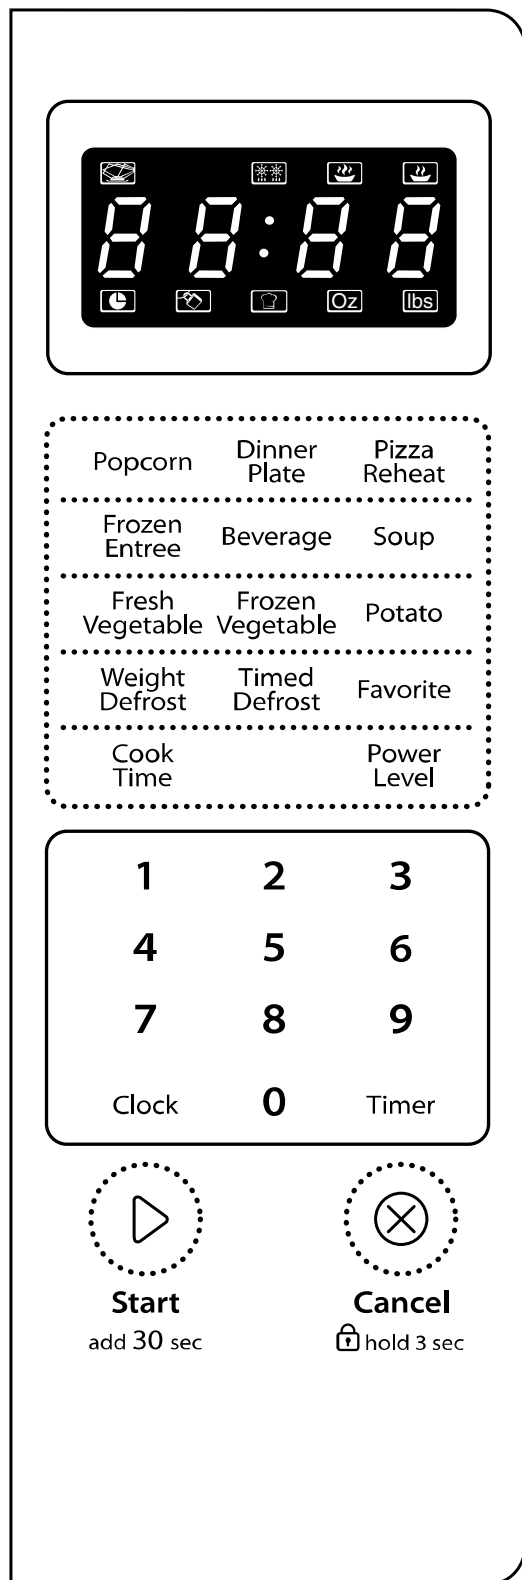 88:88
Oz lbs
Popcorn Dinner Plate Pizza Reheat
Frozen Entree Beverage Soup
Fresh Vegetable Frozen Vegetable Potato
Weight Defrost Timed Defrost Favorite
Cook Time Power Level
1 2 3
4 5 6
7 8 9
Clock 0 Timer
Start Cancel
add 30 sec hold 3 sec